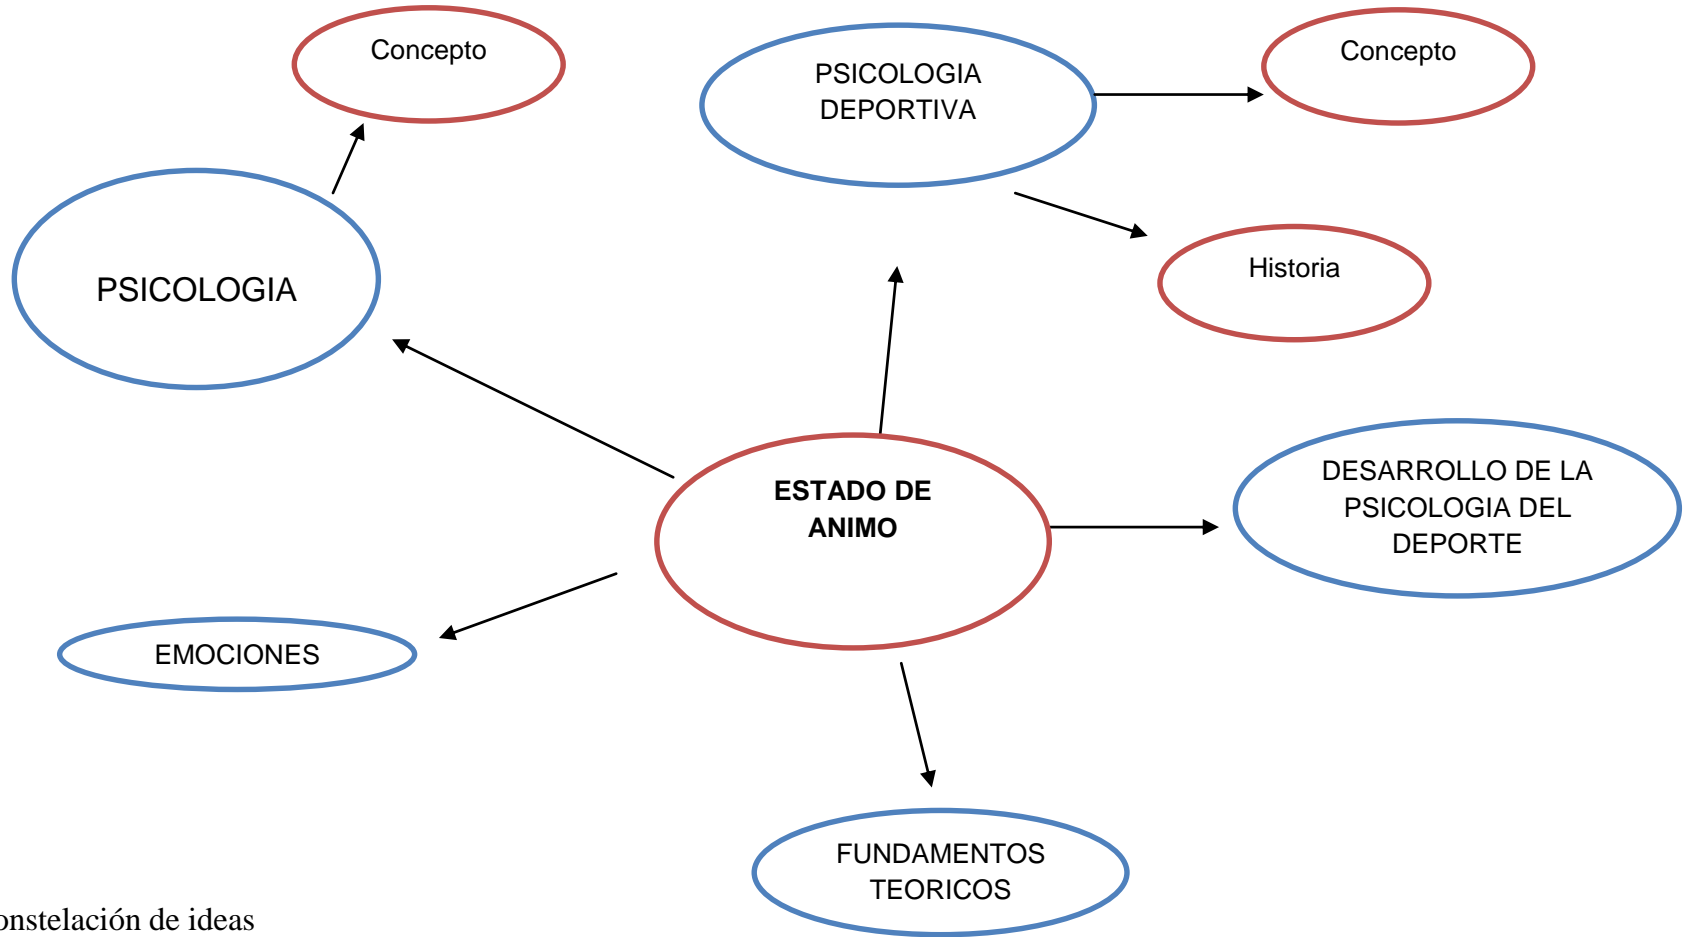 Concepto
PSICOLOGIA
DEPORTIVA
Concepto
PSICOLOGIA
Historia
ESTADO DE
ANIMO
DESARROLLO DE LA
PSICOLOGIA DEL
DEPORTE
EMOCIONES
FUNDAMENTOS
TEORICOS
onstelación de ideas